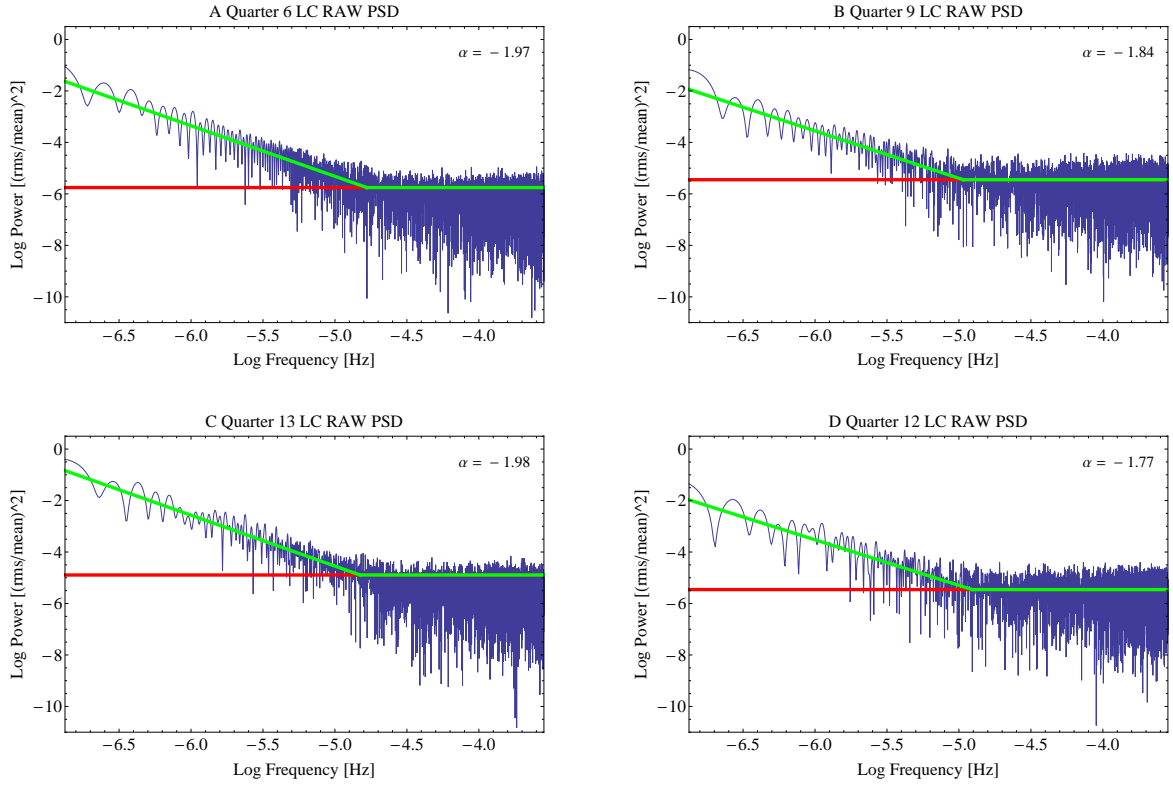 A Quarter 6 LC RAW PSD
α = − 1.97
Log Power [(rms/mean)^2]
0
−2
−4
−6
−8
−10
−6.5 −6.0 −5.5 −5.0 −4.5 −4.0
Log Frequency [Hz]
B Quarter 9 LC RAW PSD
α = − 1.84
Log Power [(rms/mean)^2]
0
−2
−4
−6
−8
−10
−6.5 −6.0 −5.5 −5.0 −4.5 −4.0
Log Frequency [Hz]
C Quarter 13 LC RAW PSD
α = − 1.98
Log Power [(rms/mean)^2]
0
−2
−4
−6
−8
−10
−6.5 −6.0 −5.5 −5.0 −4.5 −4.0
Log Frequency [Hz]
D Quarter 12 LC RAW PSD
α = − 1.77
Log Power [(rms/mean)^2]
0
−2
−4
−6
−8
−10
−6.5 −6.0 −5.5 −5.0 −4.5 −4.0
Log Frequency [Hz]